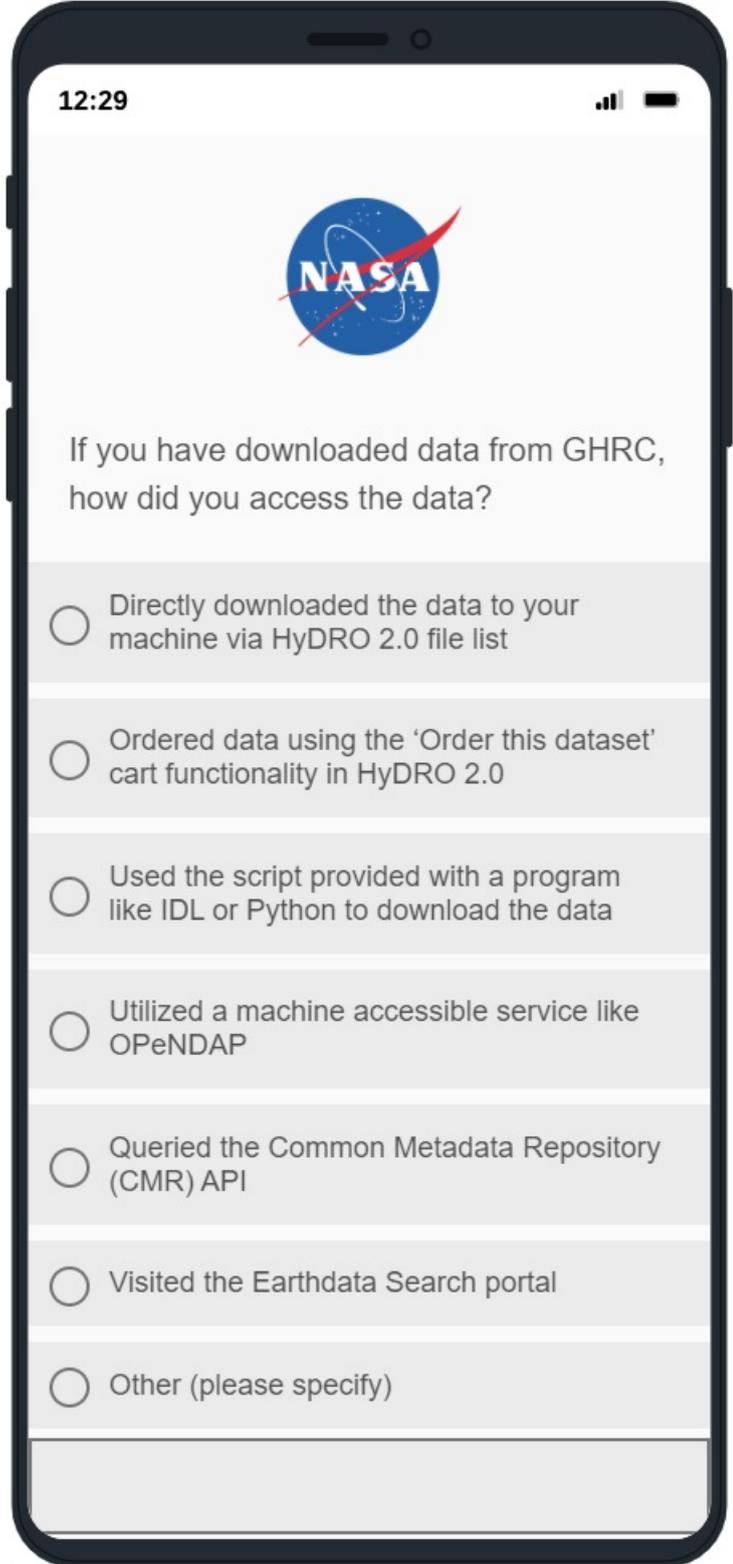 12:29
NASA
If you have downloaded data from GHRC,
how did you access the data?
Directly downloaded the data to your
machine via HyDRO 2.0 file list
Ordered data using the ‘Order this dataset’
cart functionality in HyDRO 2.0
Used the script provided with a program
like IDL or Python to download the data
Utilized a machine accessible service like
OPeNDAP
Queried the Common Metadata Repository
(CMR) API
Visited the Earthdata Search portal
Other (please specify)